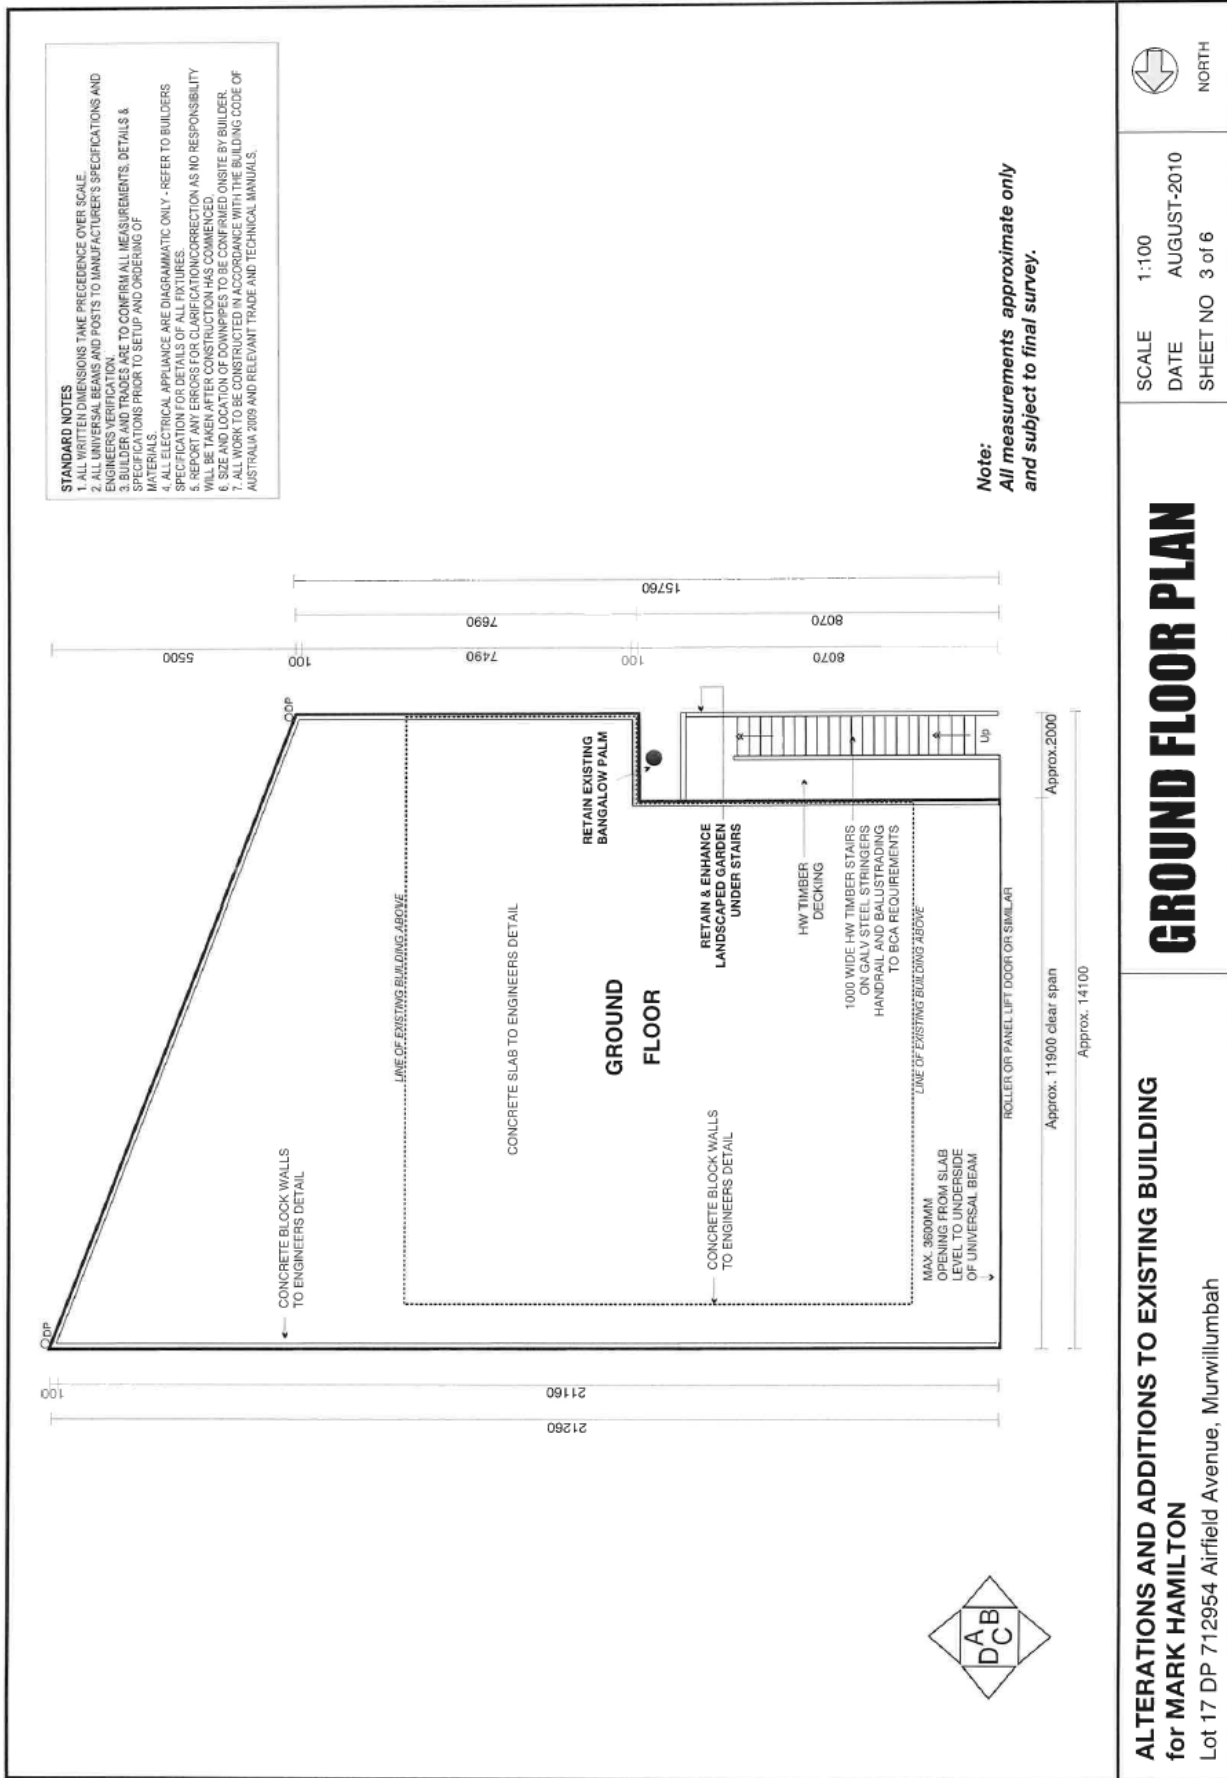 STANDARD NOTES
1. ALL WRITTEN DIMENSIONS TAKE PRECEDENCE OVER SCALE.
2. ALL UNIVERSAL BEAMS AND POSTS TO MANUFACTURER'S SPECIFICATIONS AND
ENGINEERS VERIFICATION.
3. BUILDER AND TRADES ARE TO CONFIRM ALL MEASUREMENTS, DETAILS &
SPECIFICATIONS PRIOR TO SETUP AND ORDERING OF
MATERIALS.
4. ALL ELECTRICAL APPLIANCE ARE DIAGRAMMATIC ONLY - REFER TO BUILDERS
SPECIFICATION FOR DETAILS OF ALL FIXTURES.
5. REPORT ANY ERRORS FOR CLARIFICATION/CORRECTION AS NO RESPONSIBILITY
WILL BE TAKEN AFTER CONSTRUCTION HAS COMMENCED.
6. SIZE AND LOCATION OF DOWNPIPES TO BE CONFIRMED ONSITE BY BUILDER.
7. ALL WORK TO BE CONSTRUCTED IN ACCORDANCE WITH THE BUILDING CODE OF
AUSTRALIA 2009 AND RELEVANT TRADE AND TECHNICAL MANUALS.
5500
100
7490
100
8070
7690
8070
15760
DP
DP
100
21160
21260
CONCRETE BLOCK WALLS
TO ENGINEERS DETAIL
LINE OF EXISTING BUILDING ABOVE
CONCRETE SLAB TO ENGINEERS DETAIL
RETAIN EXISTING
BANGALOW PALM
GROUND
FLOOR
RETAIN & ENHANCE
LANDSCAPED GARDEN
UNDER STAIRS
CONCRETE BLOCK WALLS
TO ENGINEERS DETAIL
HW TIMBER
DECKING
1000 WIDE HW TIMBER STAIRS
ON GALV STEEL STRINGERS
HANDRAIL AND BALUSTRADING
TO BCA REQUIREMENTS
Up
LINE OF EXISTING BUILDING ABOVE
MAX. 3600MM
OPENING FROM SLAB
LEVEL TO UNDERSIDE
OF UNIVERSAL BEAM
ROLLER OR PANEL LIFT DOOR OR SIMILAR
Approx. 11900 clear span
Approx.2000
Approx. 14100
Note:
All measurements approximate only
and subject to final survey.
A
D B
C
ALTERATIONS AND ADDITIONS TO EXISTING BUILDING
for MARK HAMILTON
Lot 17 DP 712954 Airfield Avenue, Murwillumbah
GROUND FLOOR PLAN
SCALE 1:100
DATE AUGUST-2010
SHEET NO 3 of 6
NORTH